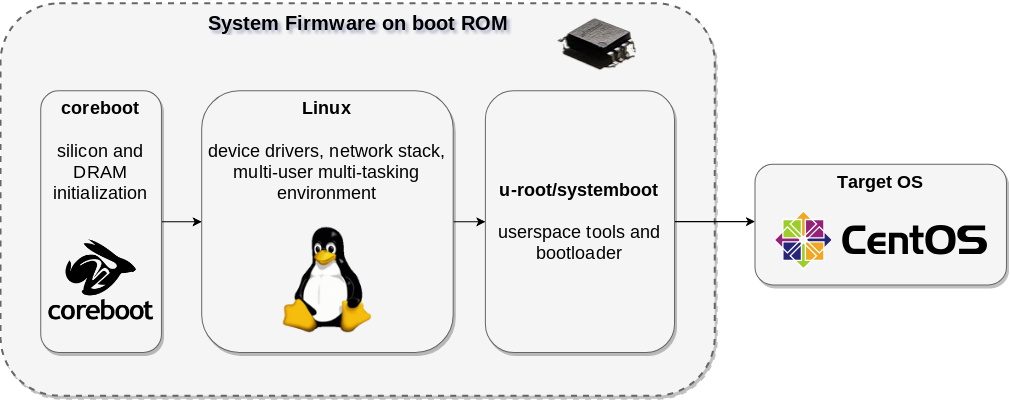 System Firmware on boot ROM
coreboot
silicon and
DRAM
initialization
coreboot
Linux
device drivers, network stack,
multi-user multi-tasking
environment
u-root/systemboot
userspace tools and
bootloader
Target OS
CentOS